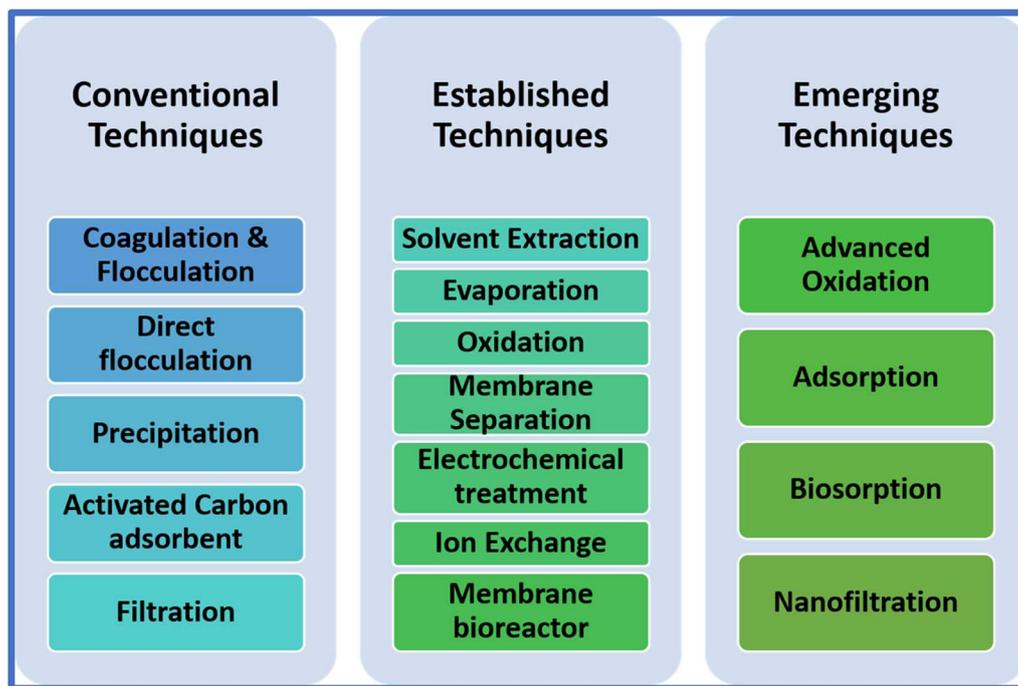 Conventional
Techniques
Coagulation &
Flocculation
Direct
flocculation
Precipitation
Activated Carbon
adsorbent
Filtration
Established
Techniques
Solvent Extraction
Evaporation
Oxidation
Membrane
Separation
Electrochemical
treatment
Ion Exchange
Membrane
bioreactor
Emerging
Techniques
Advanced
Oxidation
Adsorption
Biosorption
Nanofiltration